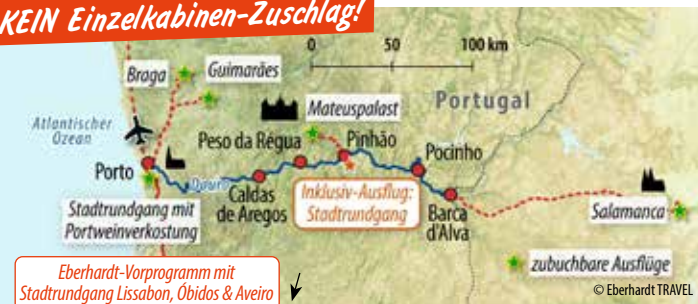 KEIN Einzelkabinen-Zuschlag!
0 50 100 km
Braga
Guimarães
Mateuspalast
Portugal
Atlantischer
Ozean
Porto
Peso da Régua
Pinhão
Pocinho
Douro
Caldas
de Aregos
Inklusiv-Ausflug:
Stadtrundgang
Barca
d'Alva
Salamanca
Stadtrundgang mit
Portweinverkostung
zubuchbare Ausflüge
Eberhardt-Vorprogramm mit
Stadtrundgang Lissabon, Óbidos & Aveiro
© Eberhardt TRAVEL